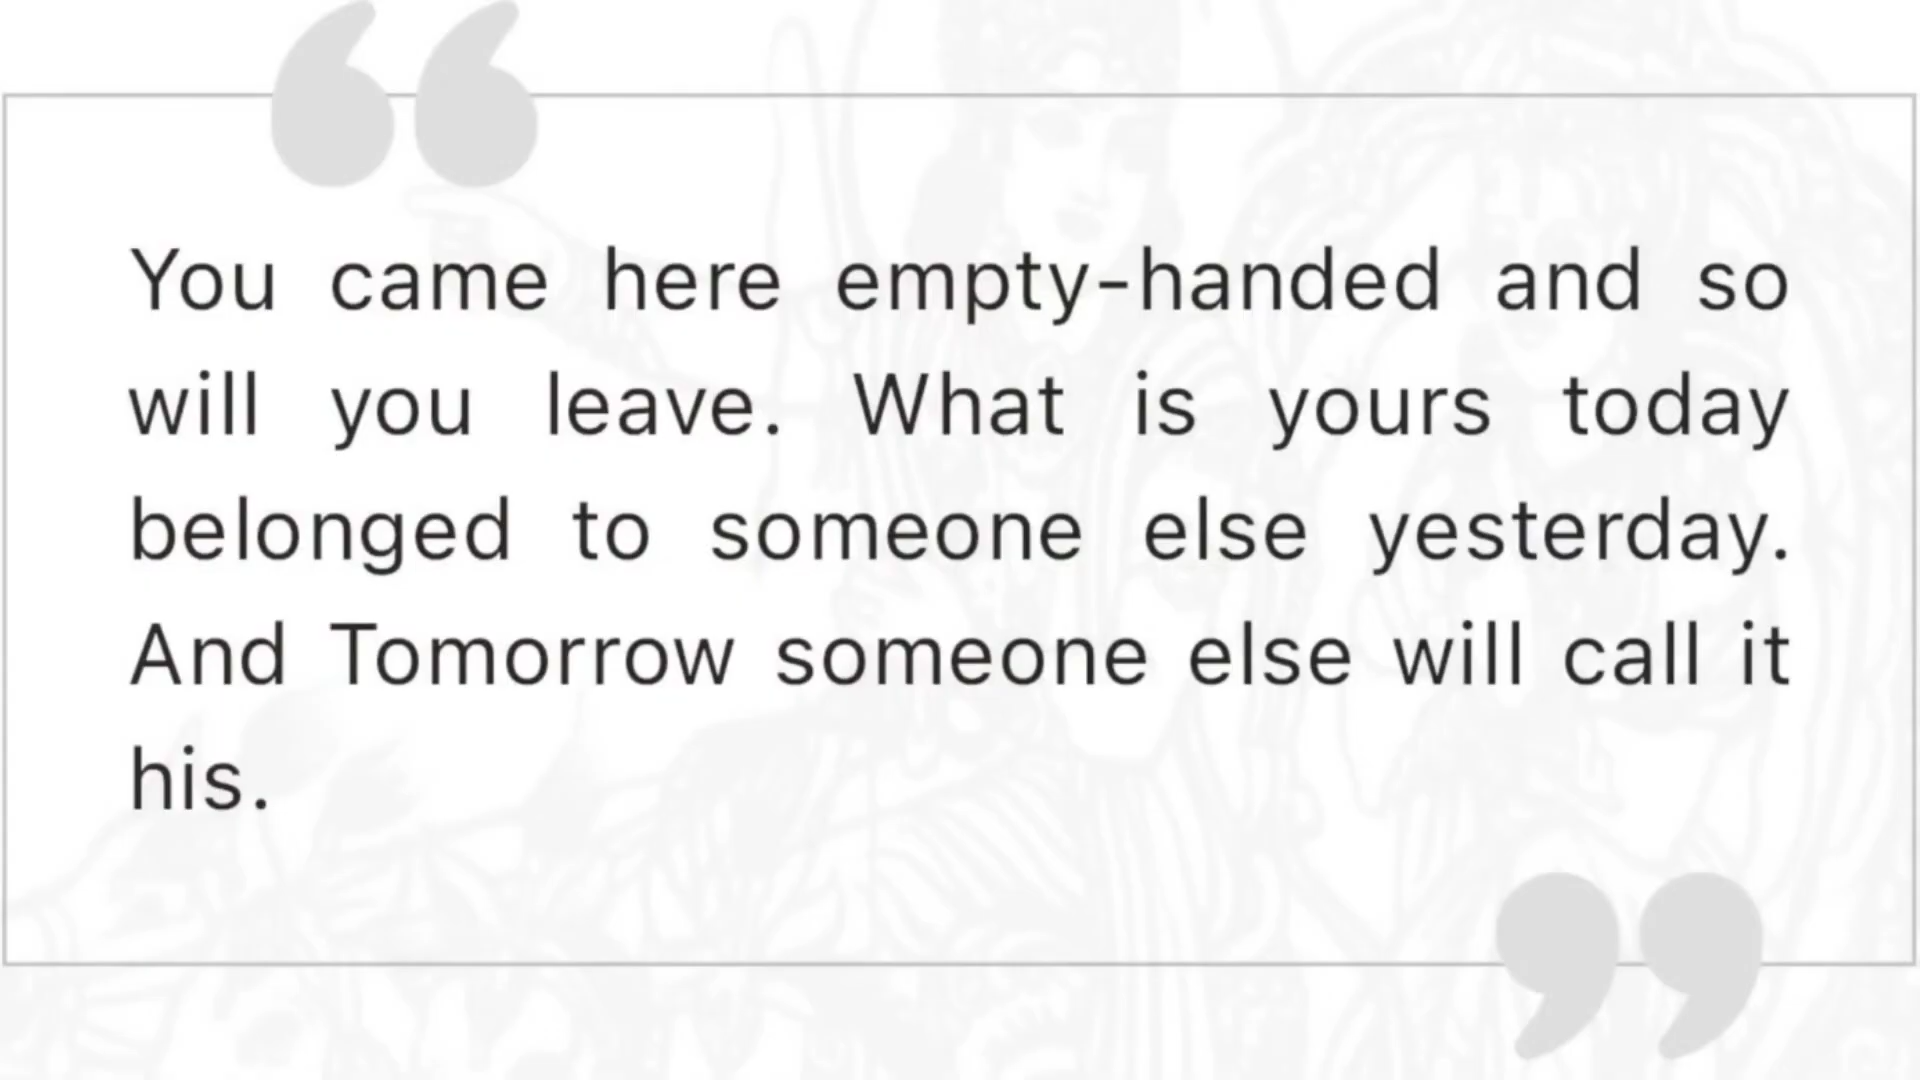 You came here empty-handed and so
will you leave. What is yours today
belonged to someone else yesterday.
And Tomorrow someone else will call it
his.